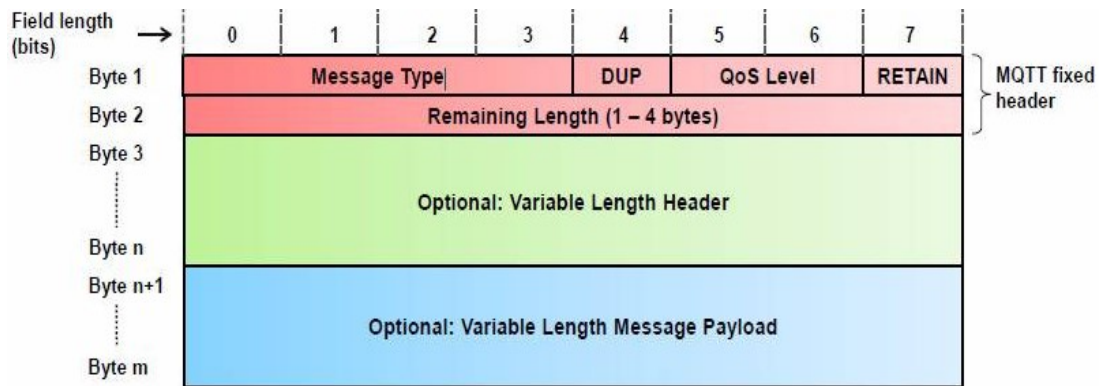 Field length
(bits)
0 1 2 3 4 5 6 7
Byte 1 Message Type DUP QoS Level RETAIN MQTT fixed
header
Byte 2 Remaining Length (1 – 4 bytes)
Byte 3
Optional: Variable Length Header
Byte n
Byte n+1
Optional: Variable Length Message Payload
Byte m